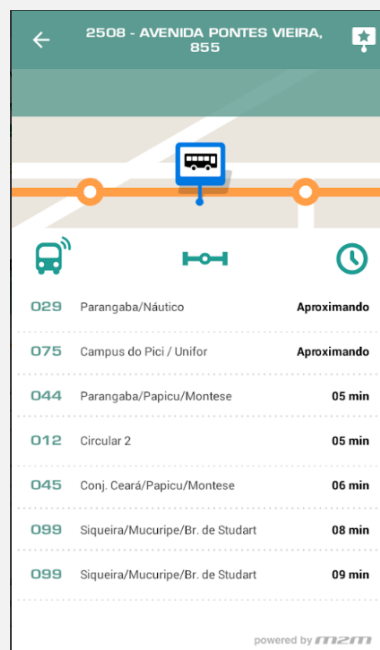 2508 - AVENIDA PONTES VIEIRA,
855
029 Parangaba/Náutico Aproximando
075 Campus do Pici / Unifor Aproximando
044 Parangaba/Papicu/Montese 05 min
012 Circular 2 05 min
045 Conj. Ceará/Papicu/Montese 06 min
099 Siqueira/Mucuripe/Br. de Studart 08 min
099 Siqueira/Mucuripe/Br. de Studart 09 min
powered by m2m